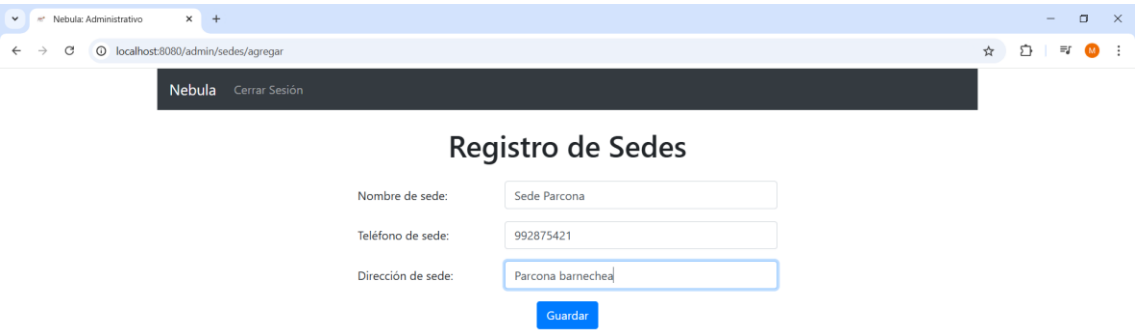 Nebula: Administrativo
localhost:8080/admin/sedes/agregar
M
Nebula Cerrar Sesión
Registro de Sedes
Nombre de sede: Sede Parcona
Teléfono de sede: 992875421
Dirección de sede: Parcona barnechea
Guardar